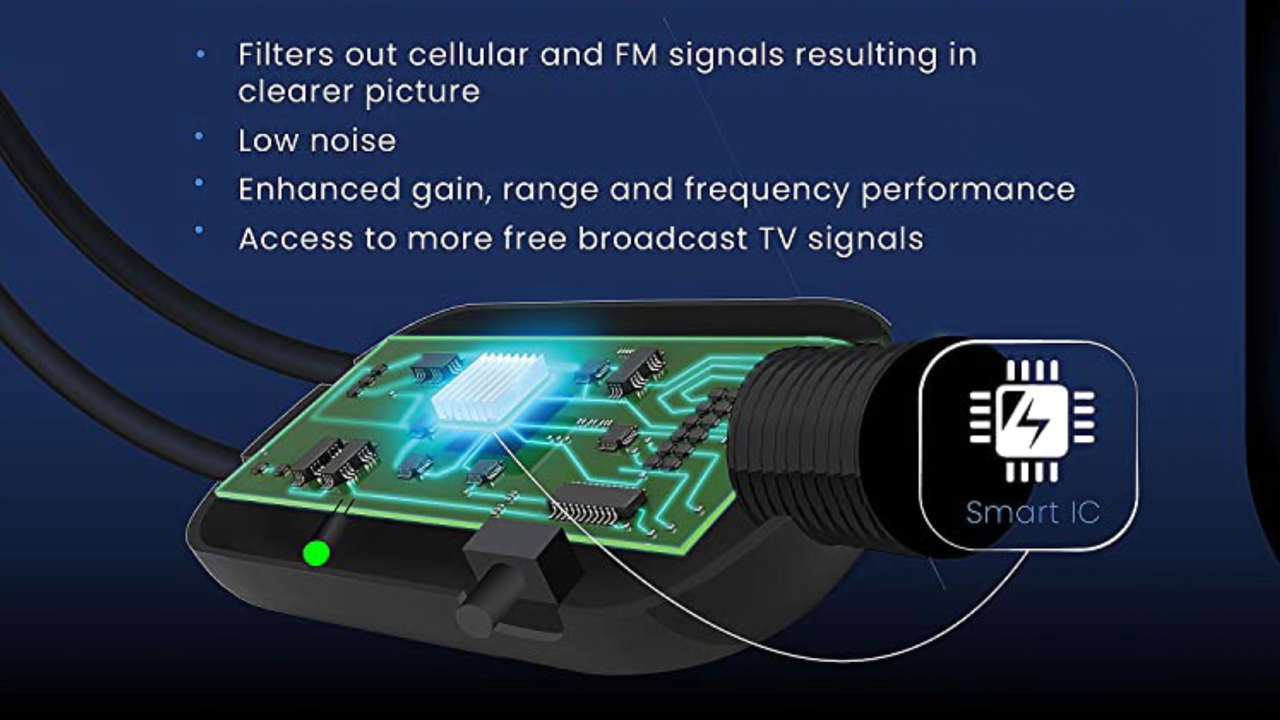 Filters out cellular and FM signals resulting in
clearer picture
Low noise
Enhanced gain, range and frequency performance
Access to more free broadcast TV signals
Smart IC